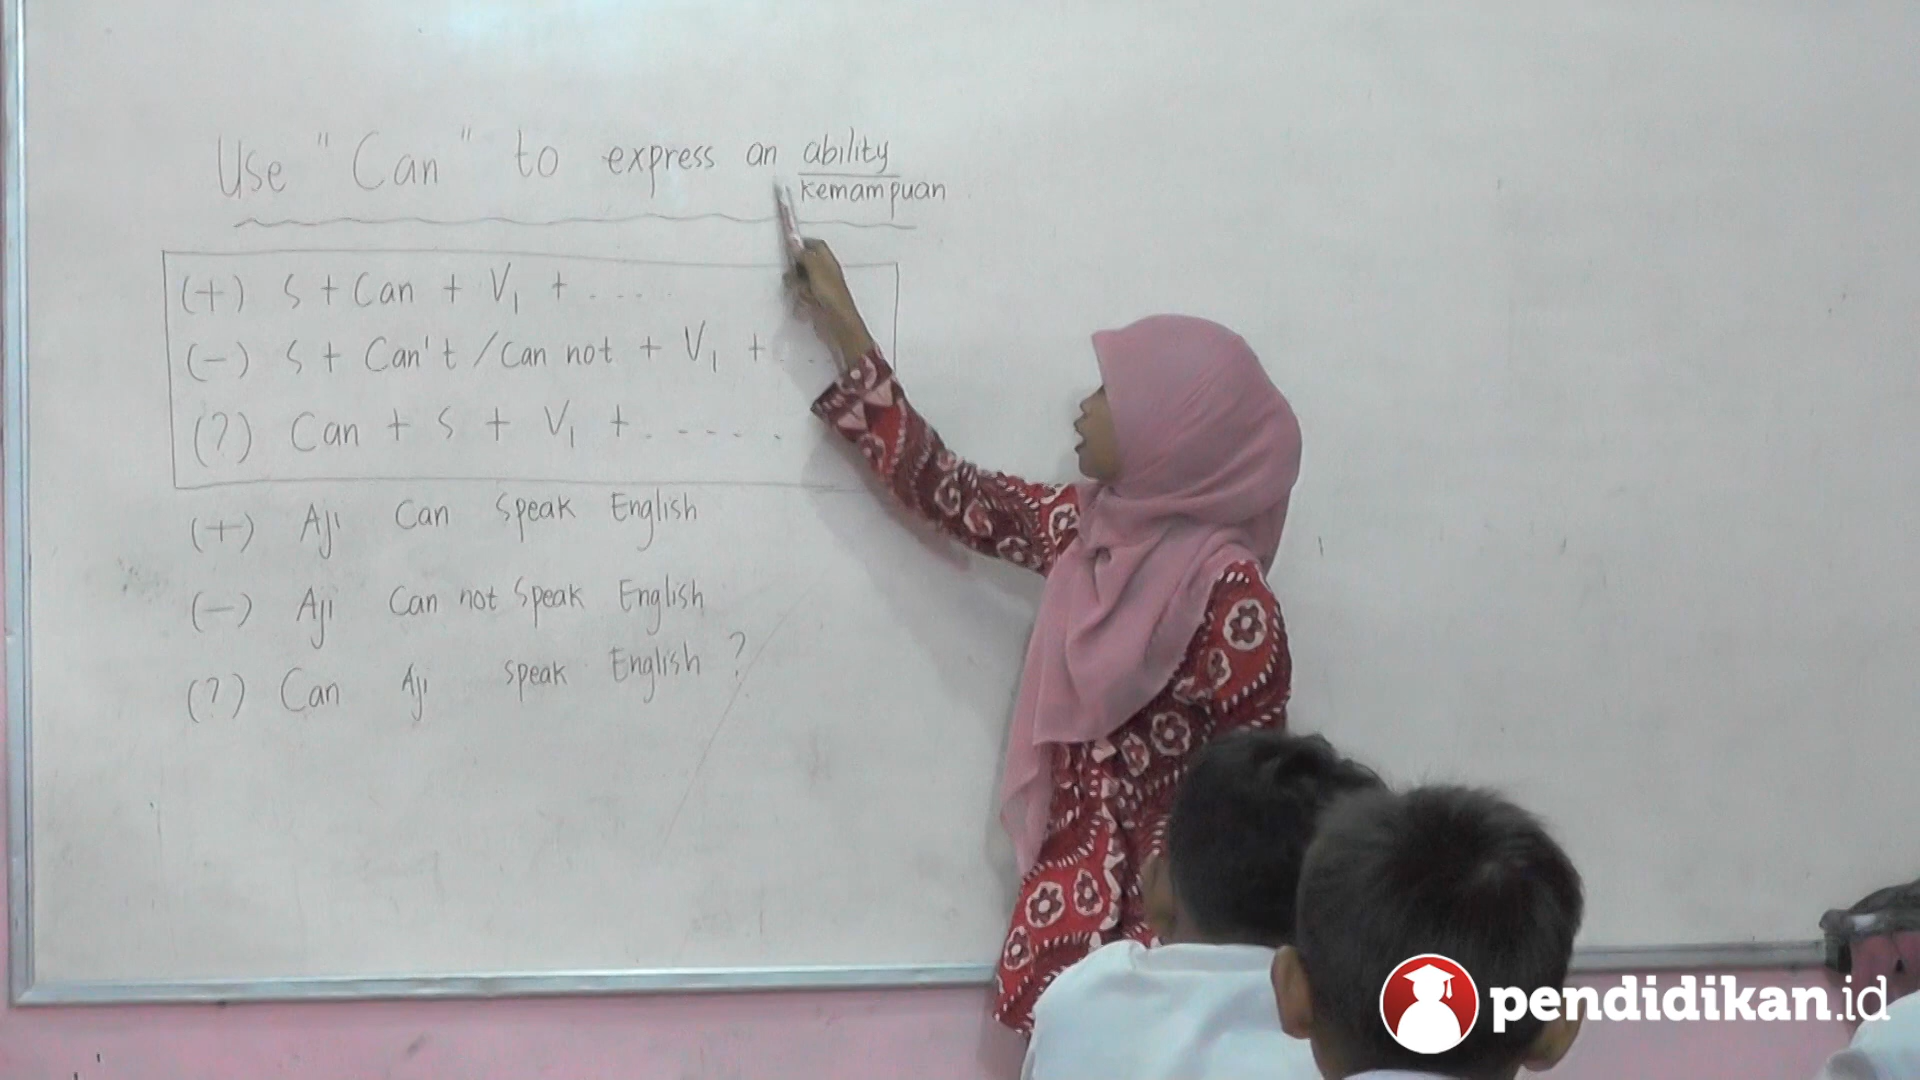 Use "Can" to express an ability
kemampuan
(+) S + Can + V1 + ....
(-) S + Can't / Can not + V1 + ...
(?) Can + S + V1 + ......
(+) Aji Can Speak English
(-) Aji Can not Speak English
(?) Can Aji speak English ?
pendidikan.id